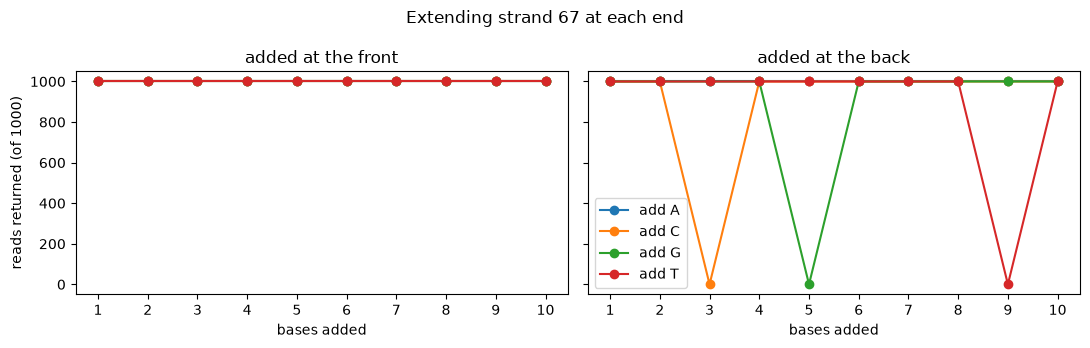 Extending strand 67 at each end
added at the front
added at the back
reads returned (of 1000)
1000
800
600
400
200
0
1 2 3 4 5 6 7 8 9 10
bases added
add A
add C
add G
add T
1 2 3 4 5 6 7 8 9 10
bases added